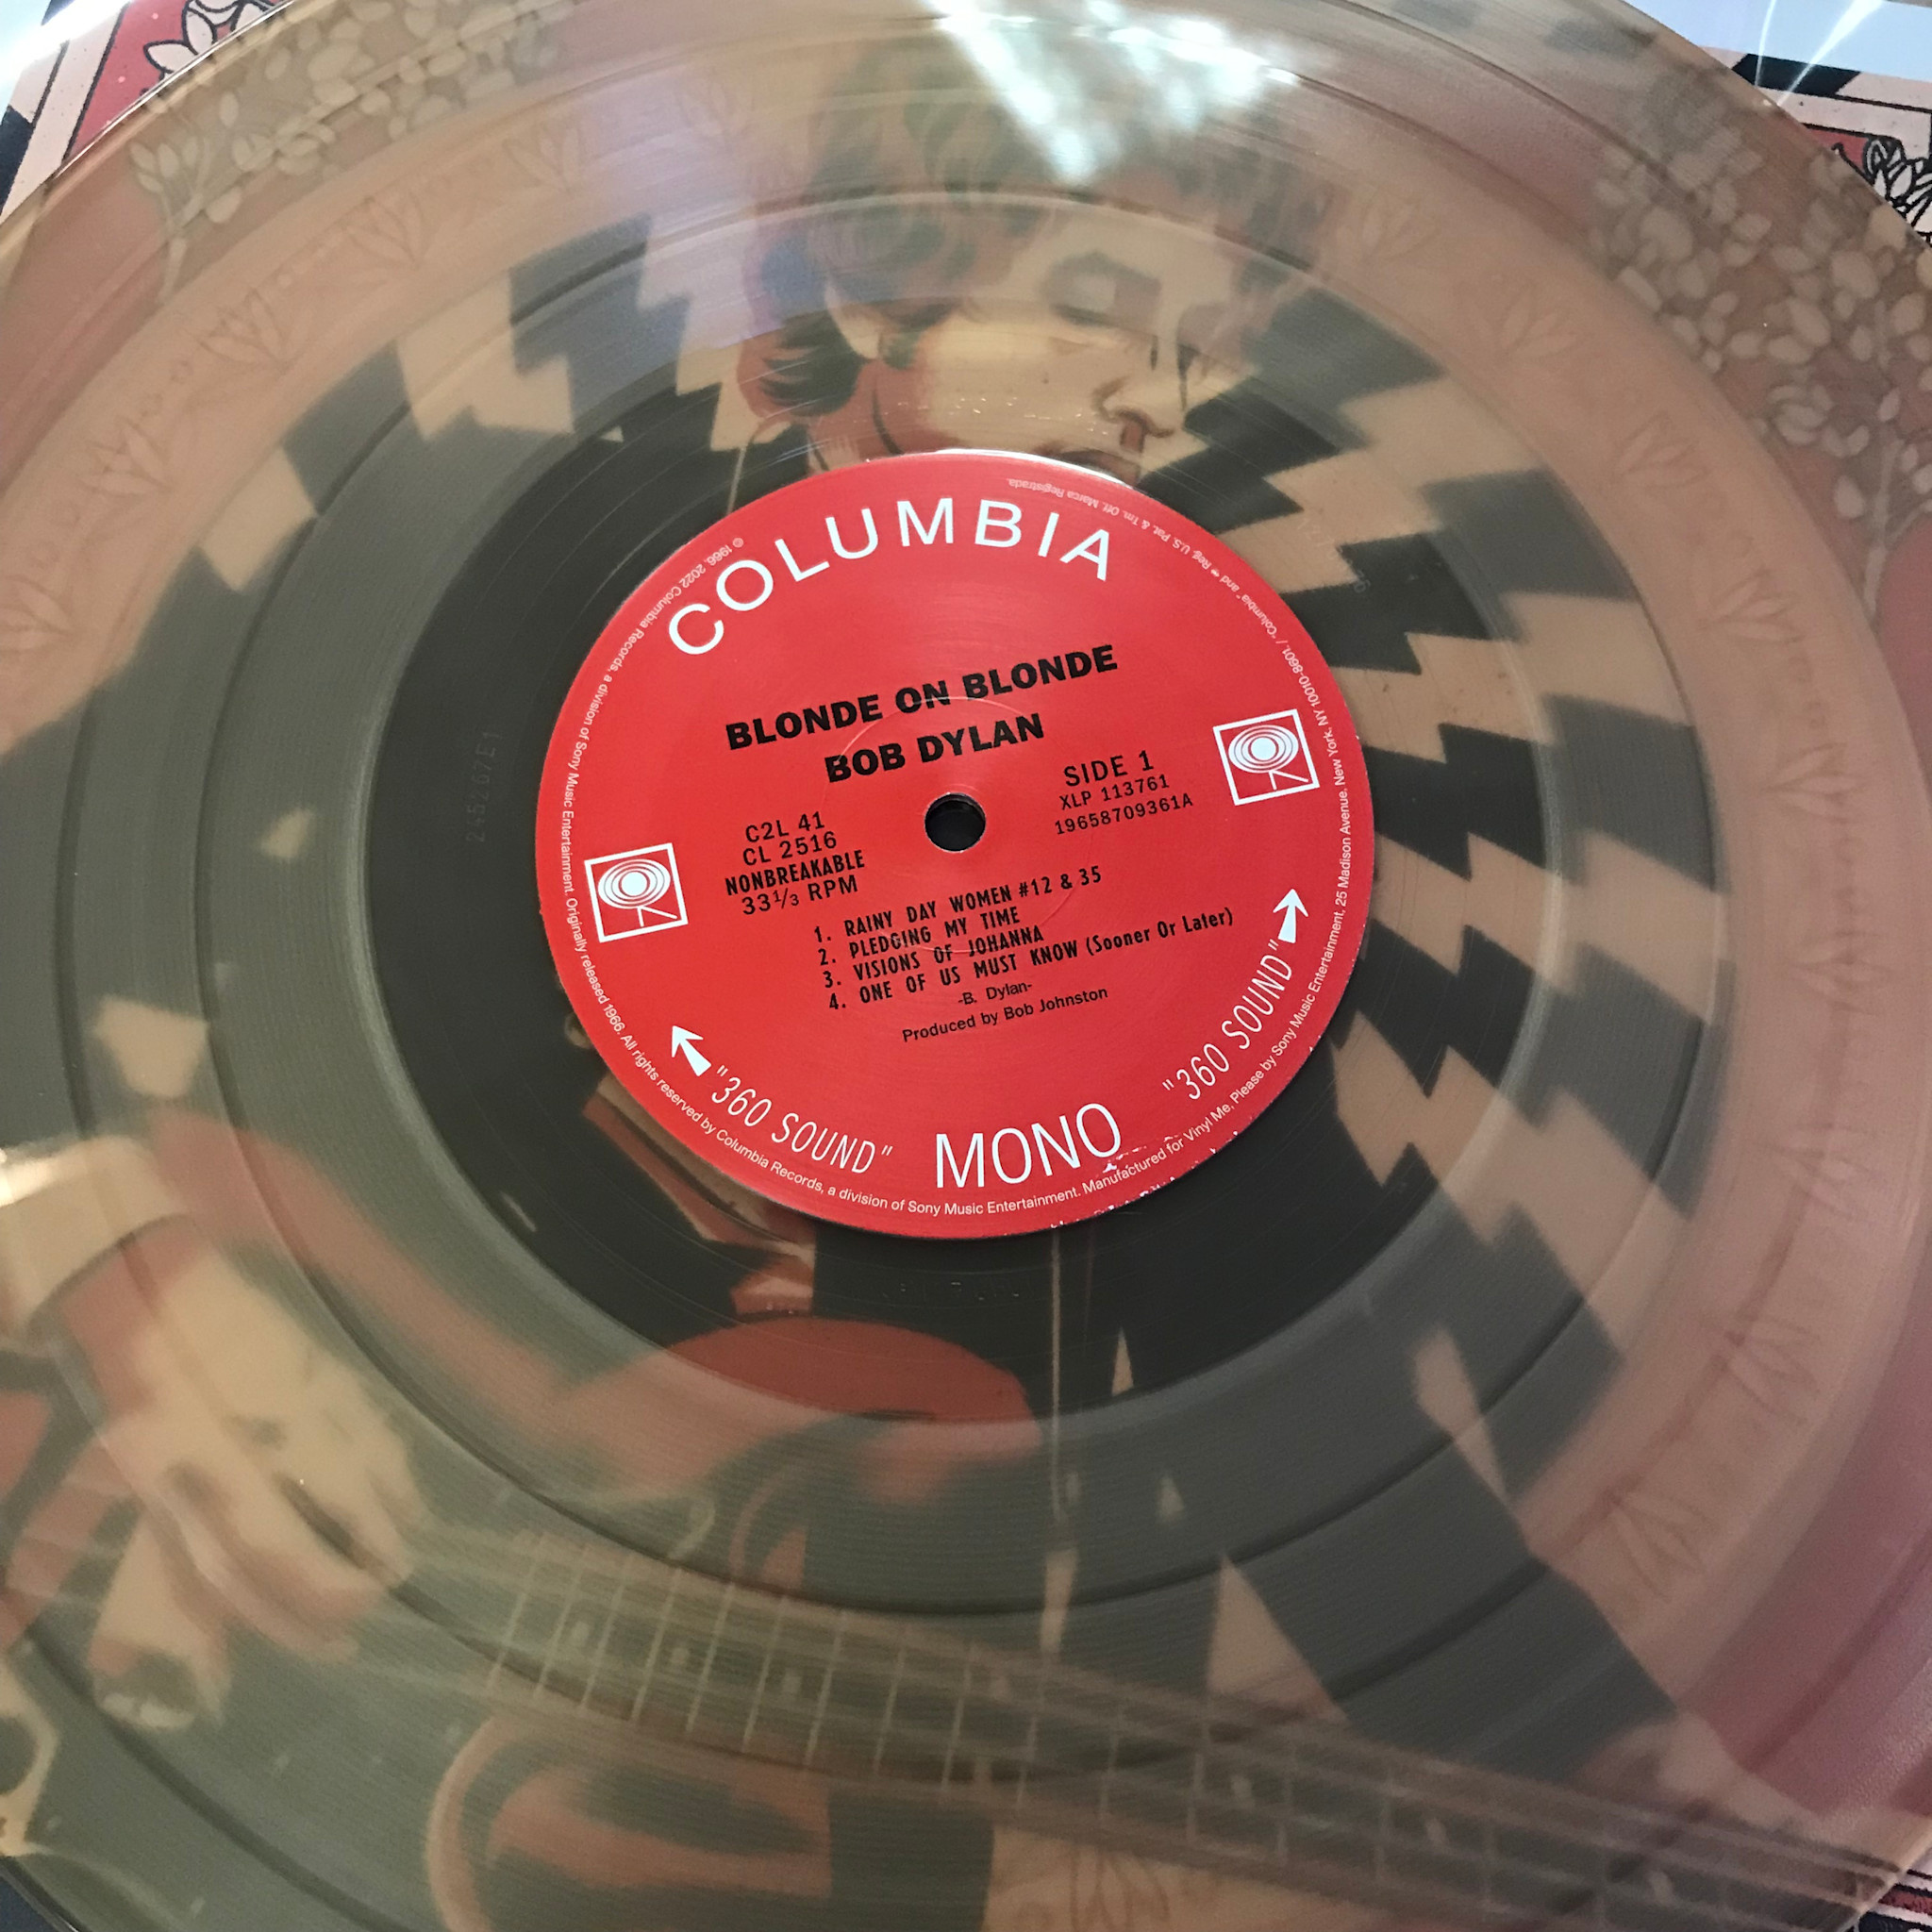 COLUMBIA
BLONDE ON BLONDE
BOB DYLAN
SIDE 1
XLP 113761
19658709361A
C2L 41
CL 2516
NONBREAKABLE
33⅓ RPM
1. RAINY DAY WOMEN #12 & 35
2. PLEDGING MY TIME
3. VISIONS OF JOHANNA
4. ONE OF US MUST KNOW (Sooner Or Later)
-B. Dylan-
Produced by Bob Johnston
"360 SOUND"
MONO
"360 SOUND"
© 1966, 2022 Columbia Records, a division of Sony Music Entertainment. Originally released 1966. All rights reserved by Columbia Records, a division of Sony Music Entertainment. Manufactured for Vinyl Me, Please by Sony Music Entertainment, 25 Madison Avenue, New York, NY 10010-8601. / "Columbia" and ® Reg. U.S. Pat. & Tm. Off. Marca Registrada.